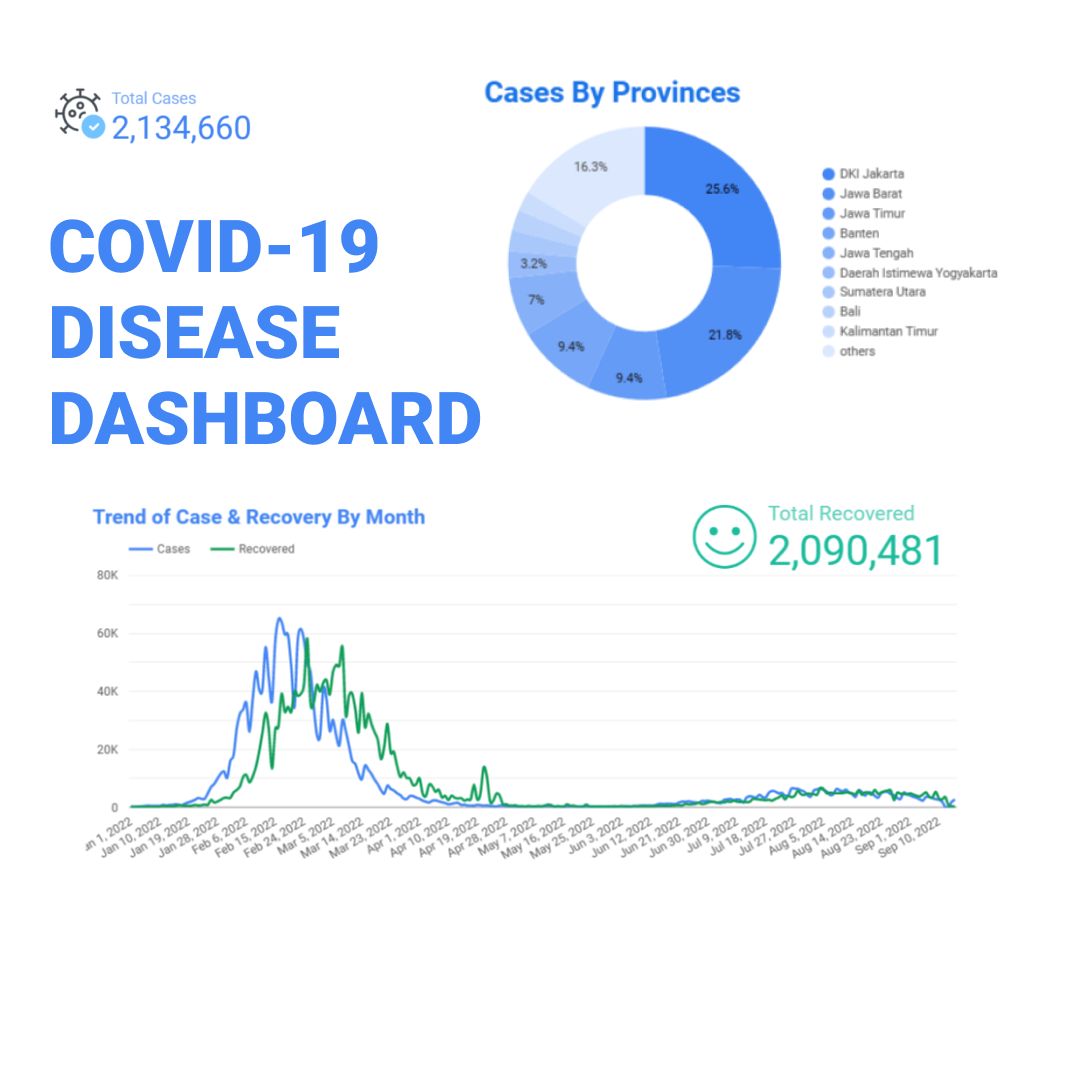 Total Cases
2,134,660
COVID-19
DISEASE
DASHBOARD
Cases By Provinces
16.3%
25.6%
3.2%
7%
9.4%
9.4%
21.8%
DKI Jakarta
Jawa Barat
Jawa Timur
Banten
Jawa Tengah
Daerah Istimewa Yogyakarta
Sumatera Utara
Bali
Kalimantan Timur
others
Trend of Case & Recovery By Month
Cases Recovered
Total Recovered
2,090,481
80K
60K
40K
20K
0
n 1, 2022
Jan 10, 2022
Jan 19, 2022
Jan 28, 2022
Feb 6, 2022
Feb 15, 2022
Feb 24, 2022
Mar 5, 2022
Mar 14, 2022
Mar 23, 2022
Apr 1, 2022
Apr 10, 2022
Apr 19, 2022
Apr 28, 2022
May 7, 2022
May 16, 2022
May 25, 2022
Jun 3, 2022
Jun 12, 2022
Jun 21, 2022
Jun 30, 2022
Jul 9, 2022
Jul 18, 2022
Jul 27, 2022
Aug 5, 2022
Aug 14, 2022
Aug 23, 2022
Sep 1, 2022
Sep 10, 2022